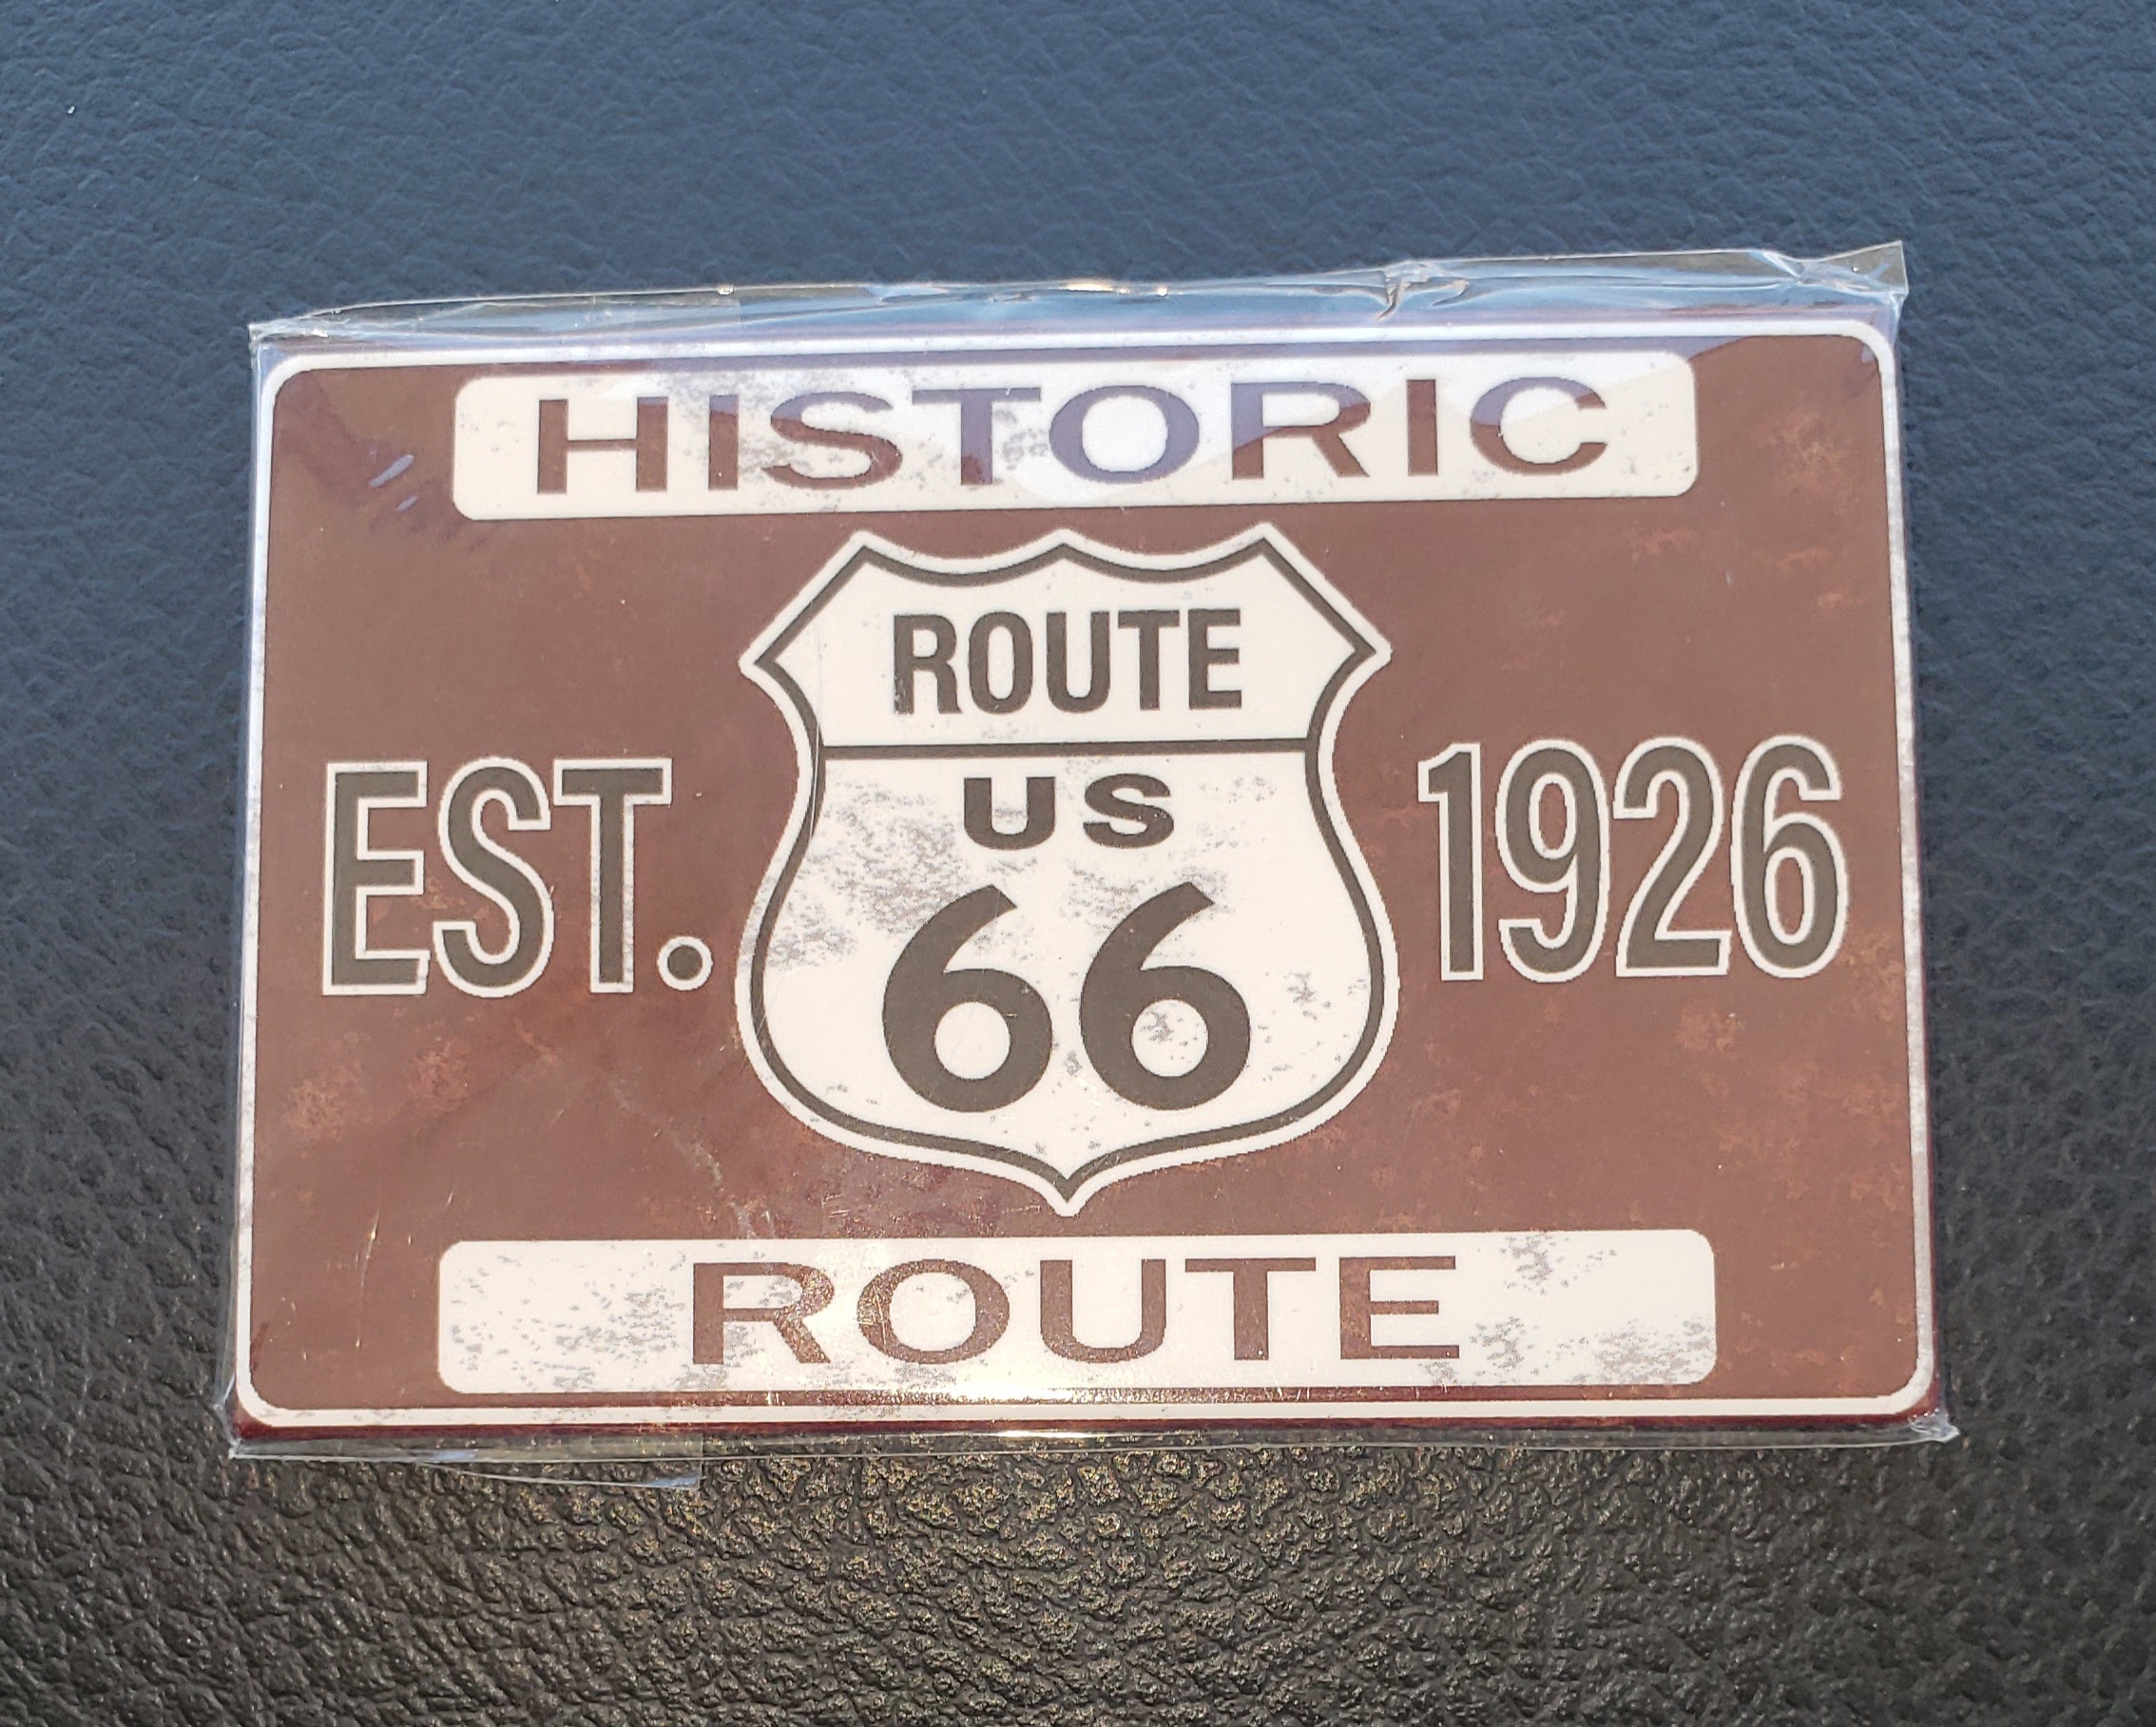 HISTORIC
ROUTE
US
66
EST. 1926
ROUTE